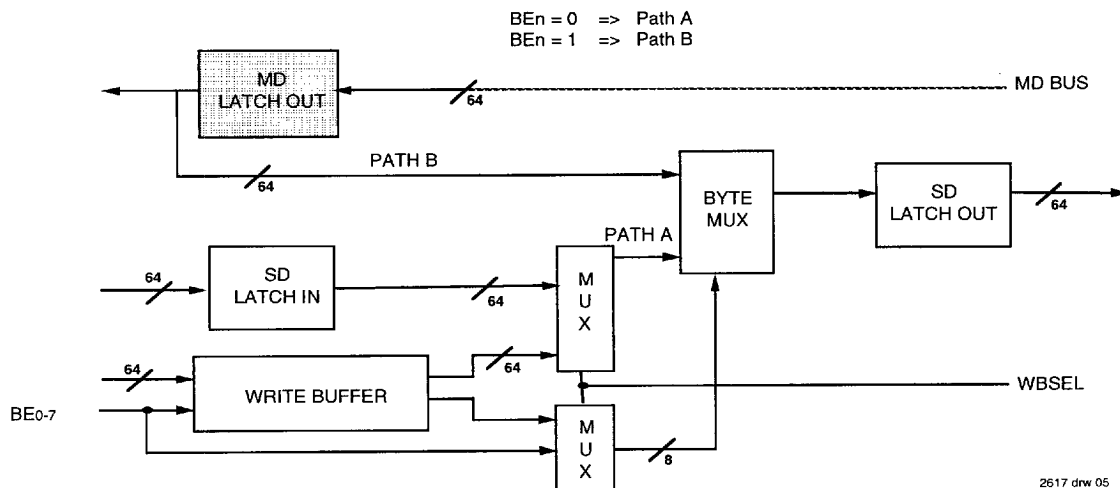 BEn = 0 => Path A
BEn = 1 => Path B
MD
LATCH OUT
64
MD BUS
64
PATH B
BYTE
MUX
SD
LATCH OUT
64
PATH A
64
SD
LATCH IN
64
M
U
X
64
WRITE BUFFER
64
WBSEL
BE0-7
M
U
X
8
2617 drw 05